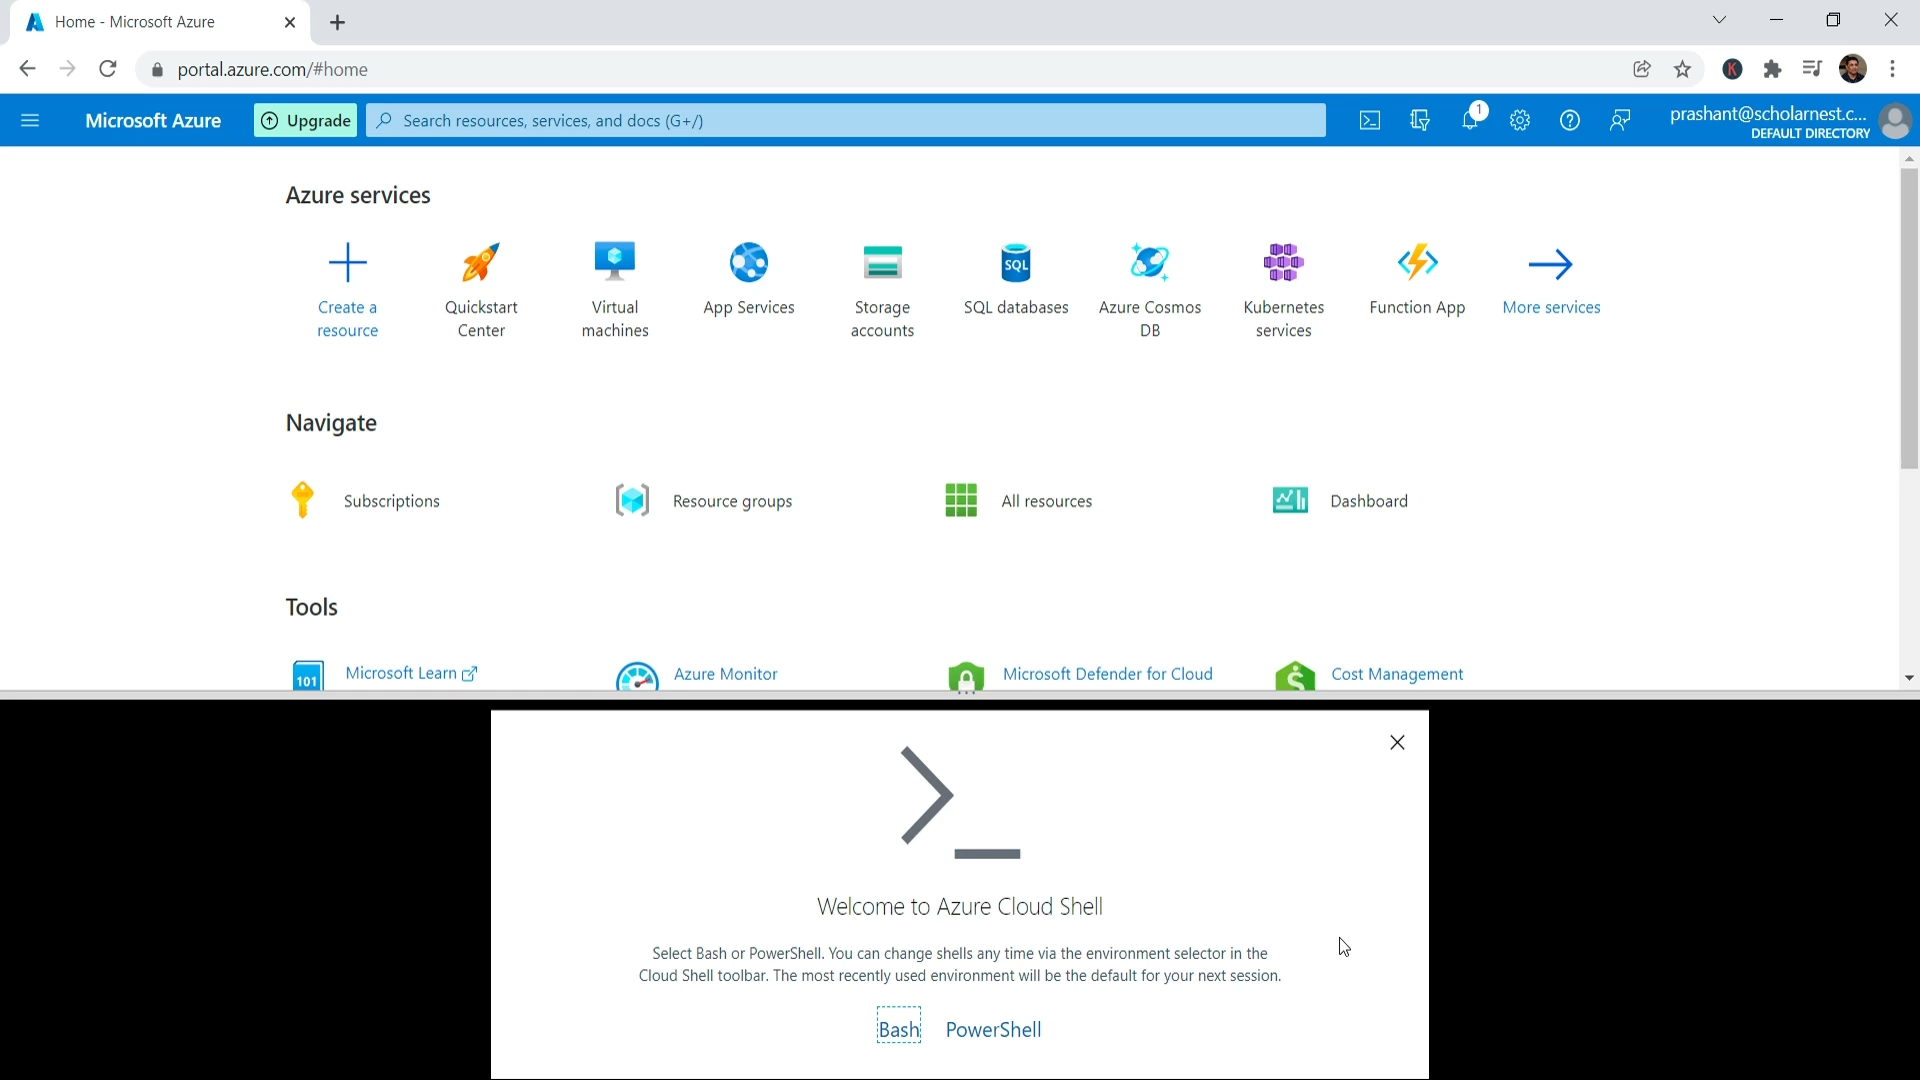 Home - Microsoft Azure
portal.azure.com/#home
K
Microsoft Azure
Upgrade
Search resources, services, and docs (G+/)
1
prashant@scholarnest.c...
DEFAULT DIRECTORY
Azure services
SQL
Create a
resource
Quickstart
Center
Virtual
machines
App Services
Storage
accounts
SQL databases
Azure Cosmos
DB
Kubernetes
services
Function App
More services
Navigate
Subscriptions
Resource groups
All resources
Dashboard
Tools
101
Microsoft Learn
Azure Monitor
Microsoft Defender for Cloud
Cost Management
Welcome to Azure Cloud Shell
Select Bash or PowerShell. You can change shells any time via the environment selector in the
Cloud Shell toolbar. The most recently used environment will be the default for your next session.
Bash
PowerShell